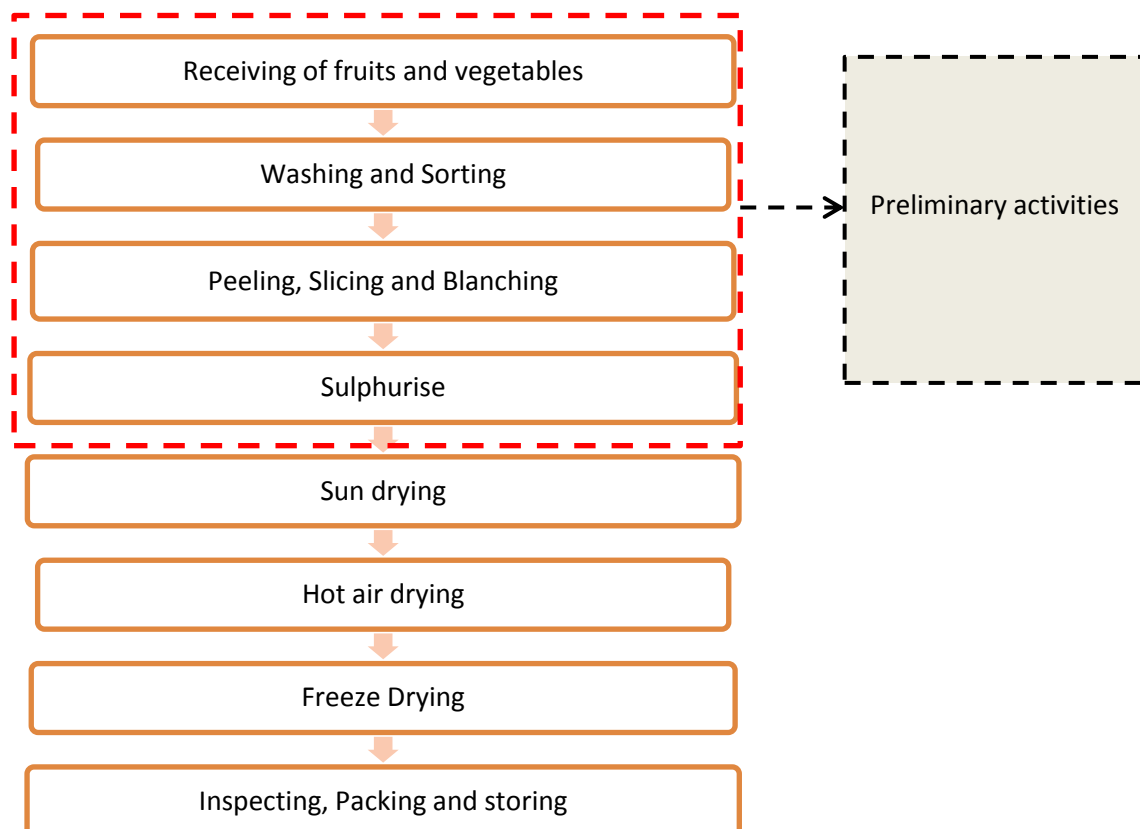 Receiving of fruits and vegetables
Washing and Sorting
Preliminary activities
Peeling, Slicing and Blanching
Sulphurise
Sun drying
Hot air drying
Freeze Drying
Inspecting, Packing and storing